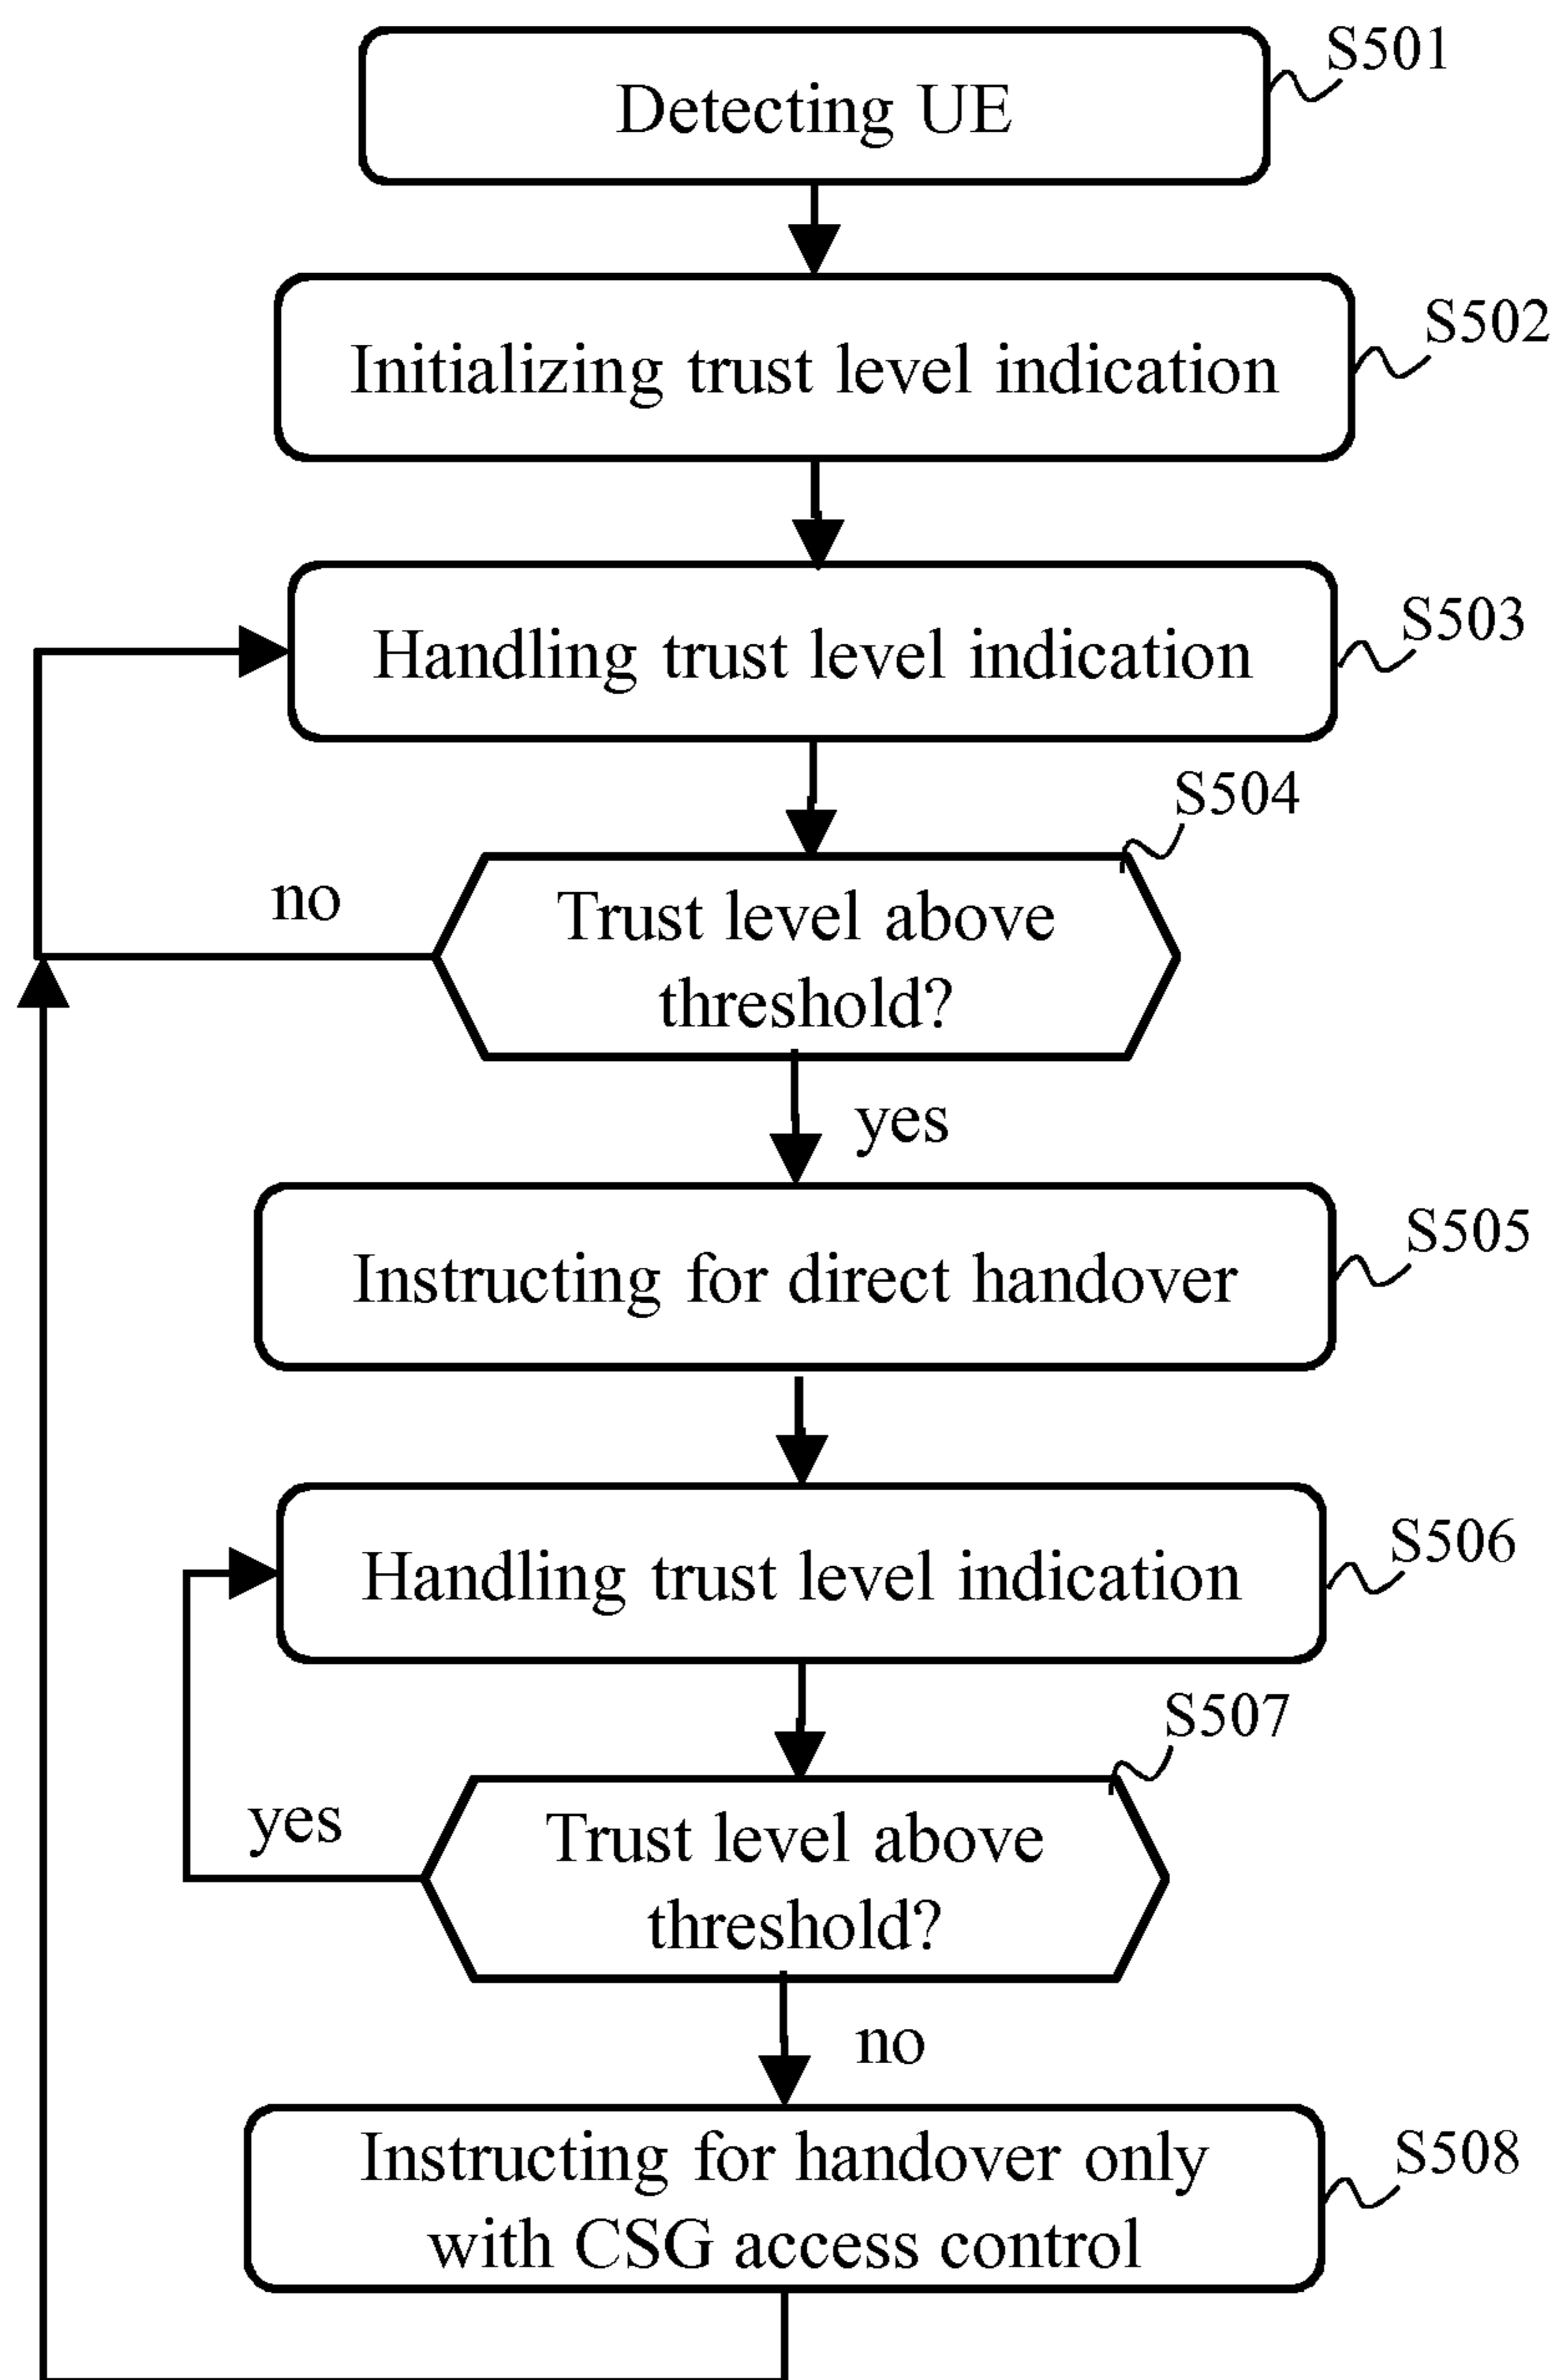 S501
Detecting UE
S502
Initializing trust level indication
S503
Handling trust level indication
S504
no
Trust level above
threshold?
yes
S505
Instructing for direct handover
S506
Handling trust level indication
S507
yes
Trust level above
threshold?
no
S508
Instructing for handover only
with CSG access control